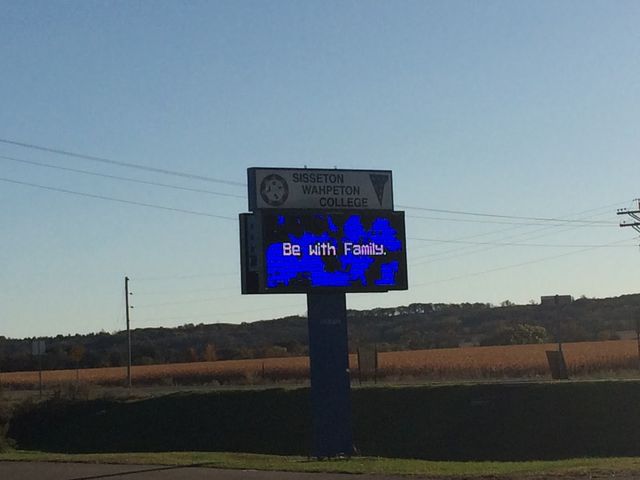 SISSETON
WAHPETON
COLLEGE
Be with Family.